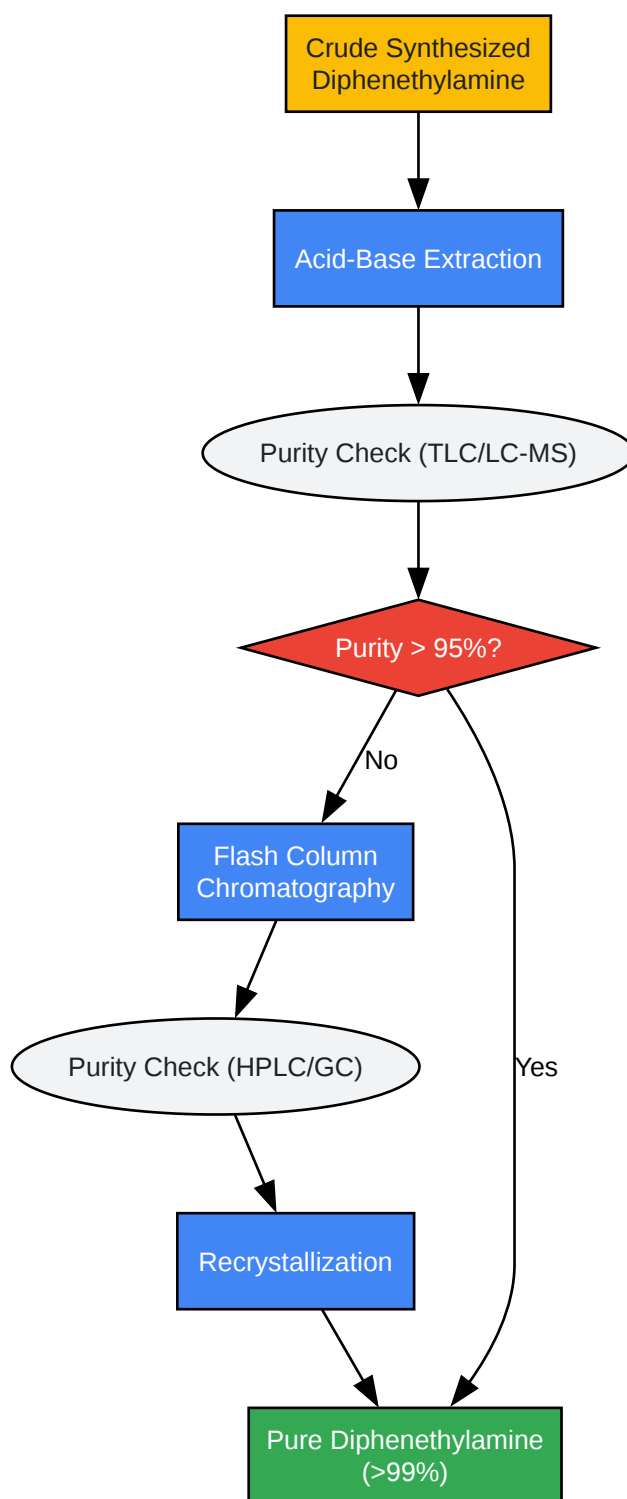 Crude Synthesized
Diphenethylamine
Acid-Base Extraction
Purity Check (TLC/LC-MS)
Purity > 95%?
No
Flash Column
Chromatography
Purity Check (HPLC/GC)
Yes
Recrystallization
Pure Diphenethylamine
(>99%)